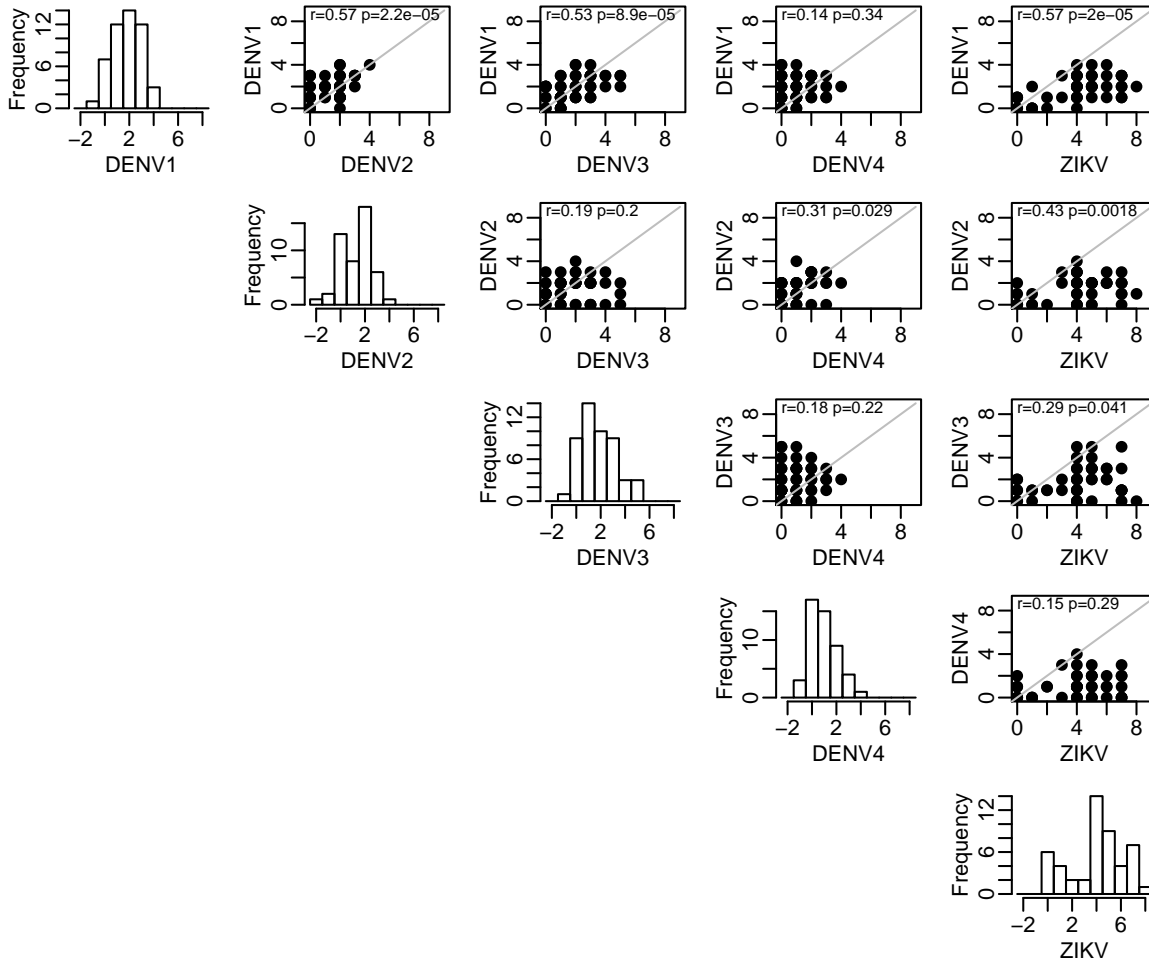 Frequency
0 6 12
−2 2 6
DENV1
r=0.57 p=2.2e−05
DENV1
0 4 8
0 4 8
DENV2
r=0.53 p=8.9e−05
DENV1
0 4 8
0 4 8
DENV3
r=0.14 p=0.34
DENV1
0 4 8
0 4 8
DENV4
r=0.57 p=2e−05
DENV1
0 4 8
0 4 8
ZIKV
Frequency
0 10
−2 2 6
DENV2
r=0.19 p=0.2
DENV2
0 4 8
0 4 8
DENV3
r=0.31 p=0.029
DENV2
0 4 8
0 4 8
DENV4
r=0.43 p=0.0018
DENV2
0 4 8
0 4 8
ZIKV
Frequency
0 6 12
−2 2 6
DENV3
r=0.18 p=0.22
DENV3
0 4 8
0 4 8
DENV4
r=0.29 p=0.041
DENV3
0 4 8
0 4 8
ZIKV
Frequency
0 10
−2 2 6
DENV4
r=0.15 p=0.29
DENV4
0 4 8
0 4 8
ZIKV
Frequency
0 6 12
−2 2 6
ZIKV